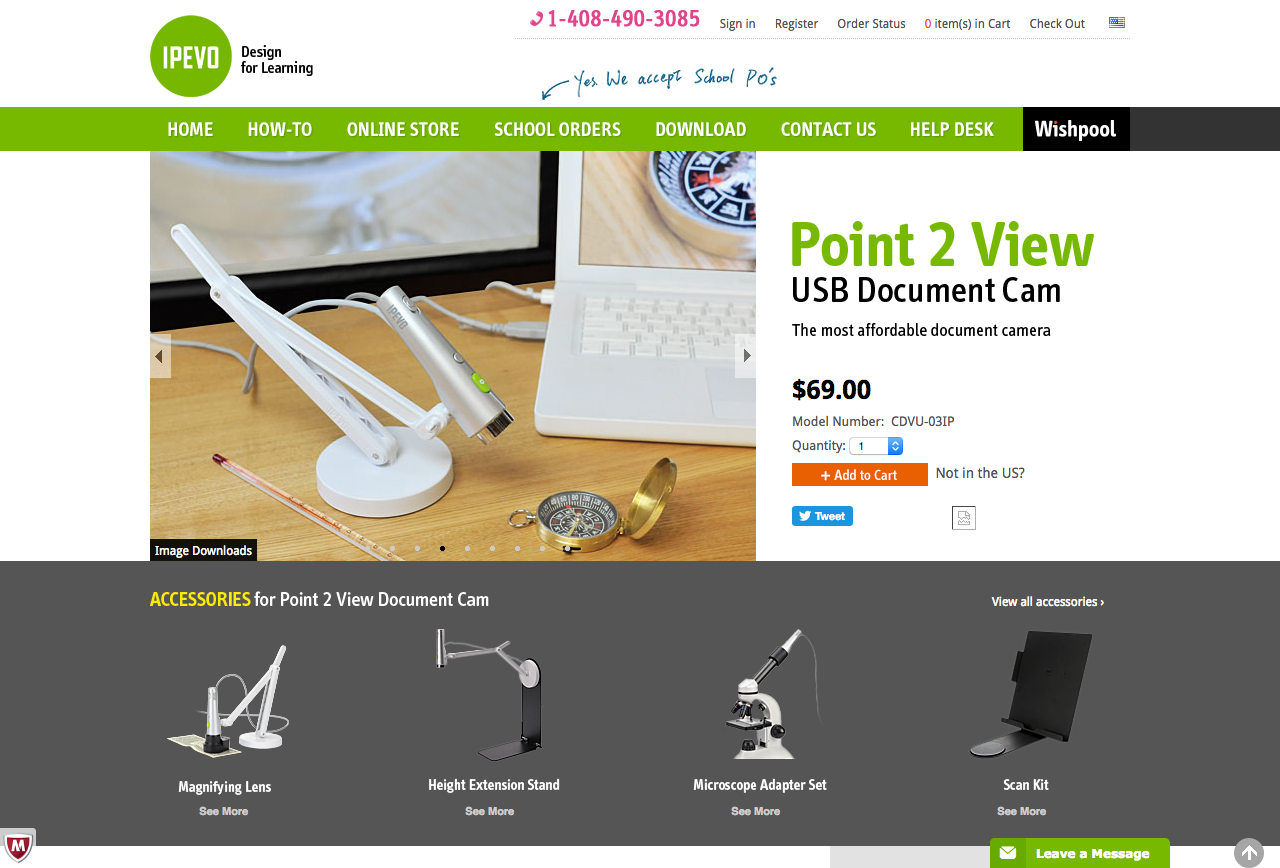 1-408-490-3085 Sign in Register Order Status 0 item(s) in Cart Check Out
IPEVO Design
for Learning
Yes. We accept School PO's
HOME HOW-TO ONLINE STORE SCHOOL ORDERS DOWNLOAD CONTACT US HELP DESK Wishpool
IPEVO
Point 2 View
USB Document Cam
The most affordable document camera
$69.00
Model Number: CDVU-03IP
Quantity: 1
+ Add to Cart Not in the US?
Tweet
Image Downloads
ACCESSORIES for Point 2 View Document Cam View all accessories ›
Magnifying Lens Height Extension Stand Microscope Adapter Set Scan Kit
See More See More See More See More
M
Leave a Message